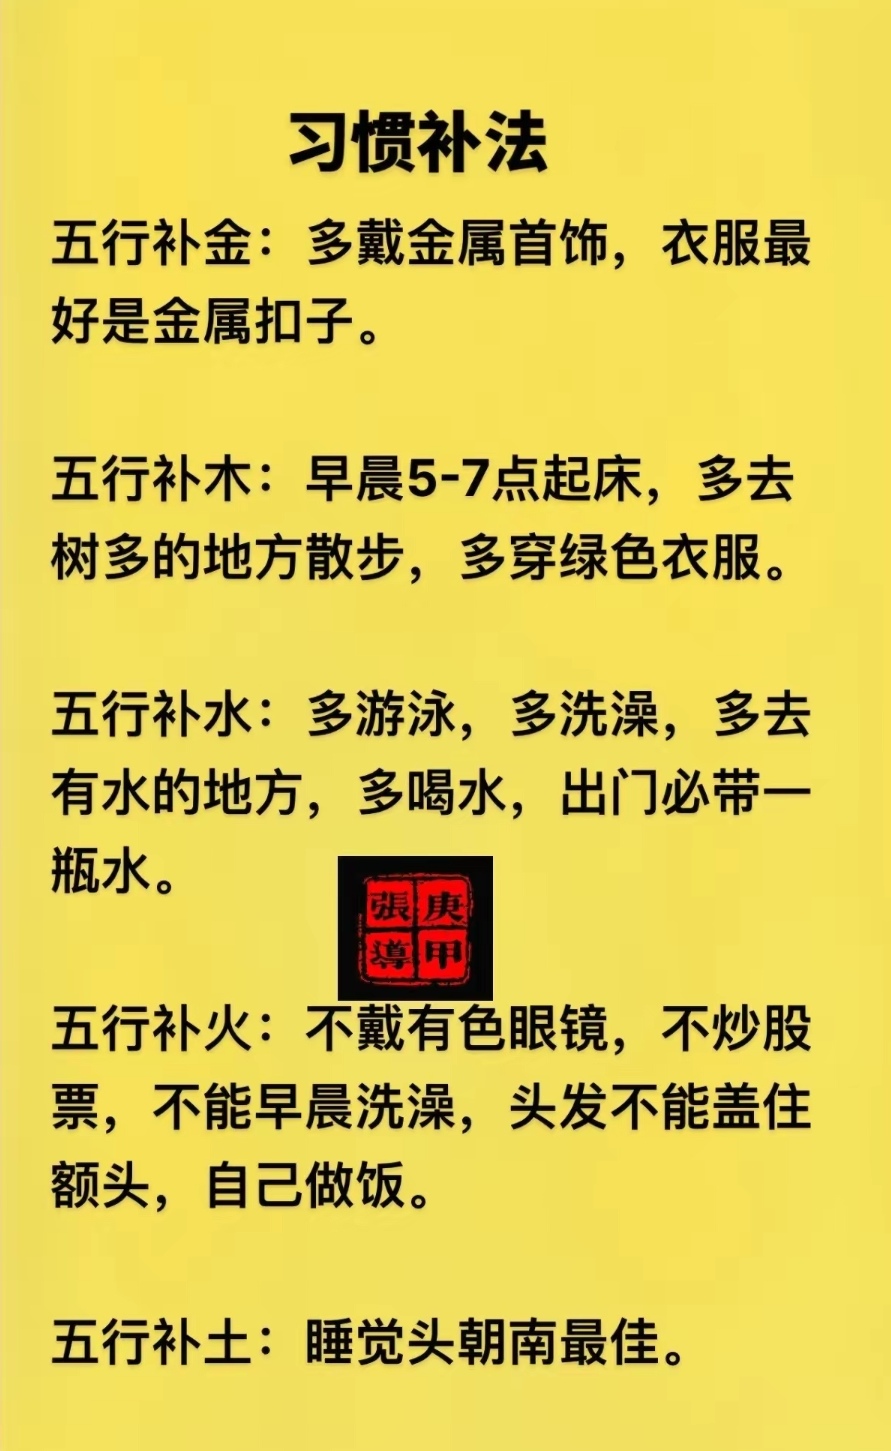 习惯补法
五行补金：多戴金属首饰，衣服最
好是金属扣子。
五行补木：早晨5-7点起床，多去
树多的地方散步，多穿绿色衣服。
五行补水：多游泳，多洗澡，多去
有水的地方，多喝水，出门必带一
瓶水。
張庚
導甲
五行补火：不戴有色眼镜，不炒股
票，不能早晨洗澡，头发不能盖住
额头，自己做饭。
五行补土：睡觉头朝南最佳。